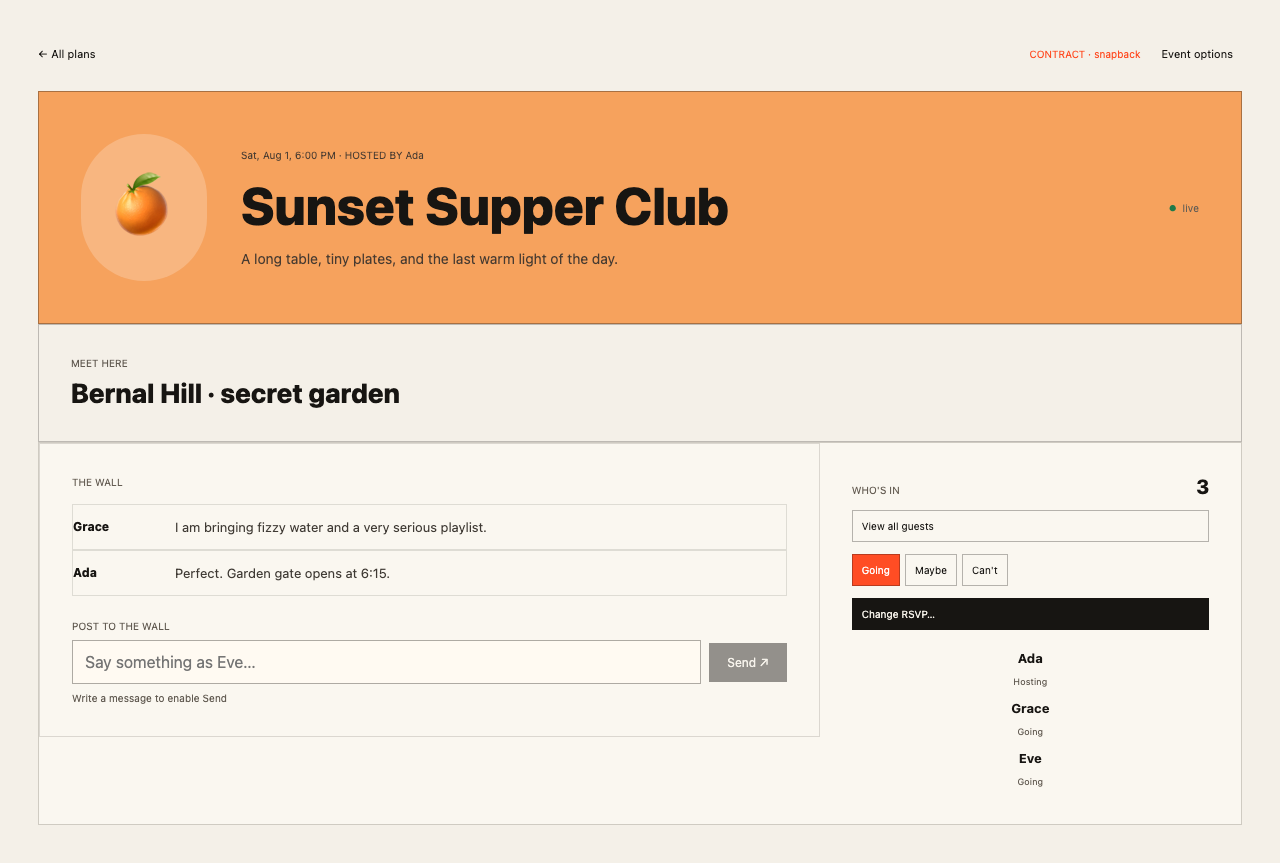 ← All plans
CONTRACT · snapback
Event options
Sat, Aug 1, 6:00 PM · HOSTED BY Ada
Sunset Supper Club
A long table, tiny plates, and the last warm light of the day.
live
MEET HERE
Bernal Hill · secret garden
THE WALL
Grace I am bringing fizzy water and a very serious playlist.
Ada Perfect. Garden gate opens at 6:15.
POST TO THE WALL
Say something as Eve...
Send ↗
Write a message to enable Send
WHO'S IN 3
View all guests
Going Maybe Can't
Change RSVP...
Ada
Hosting
Grace
Going
Eve
Going